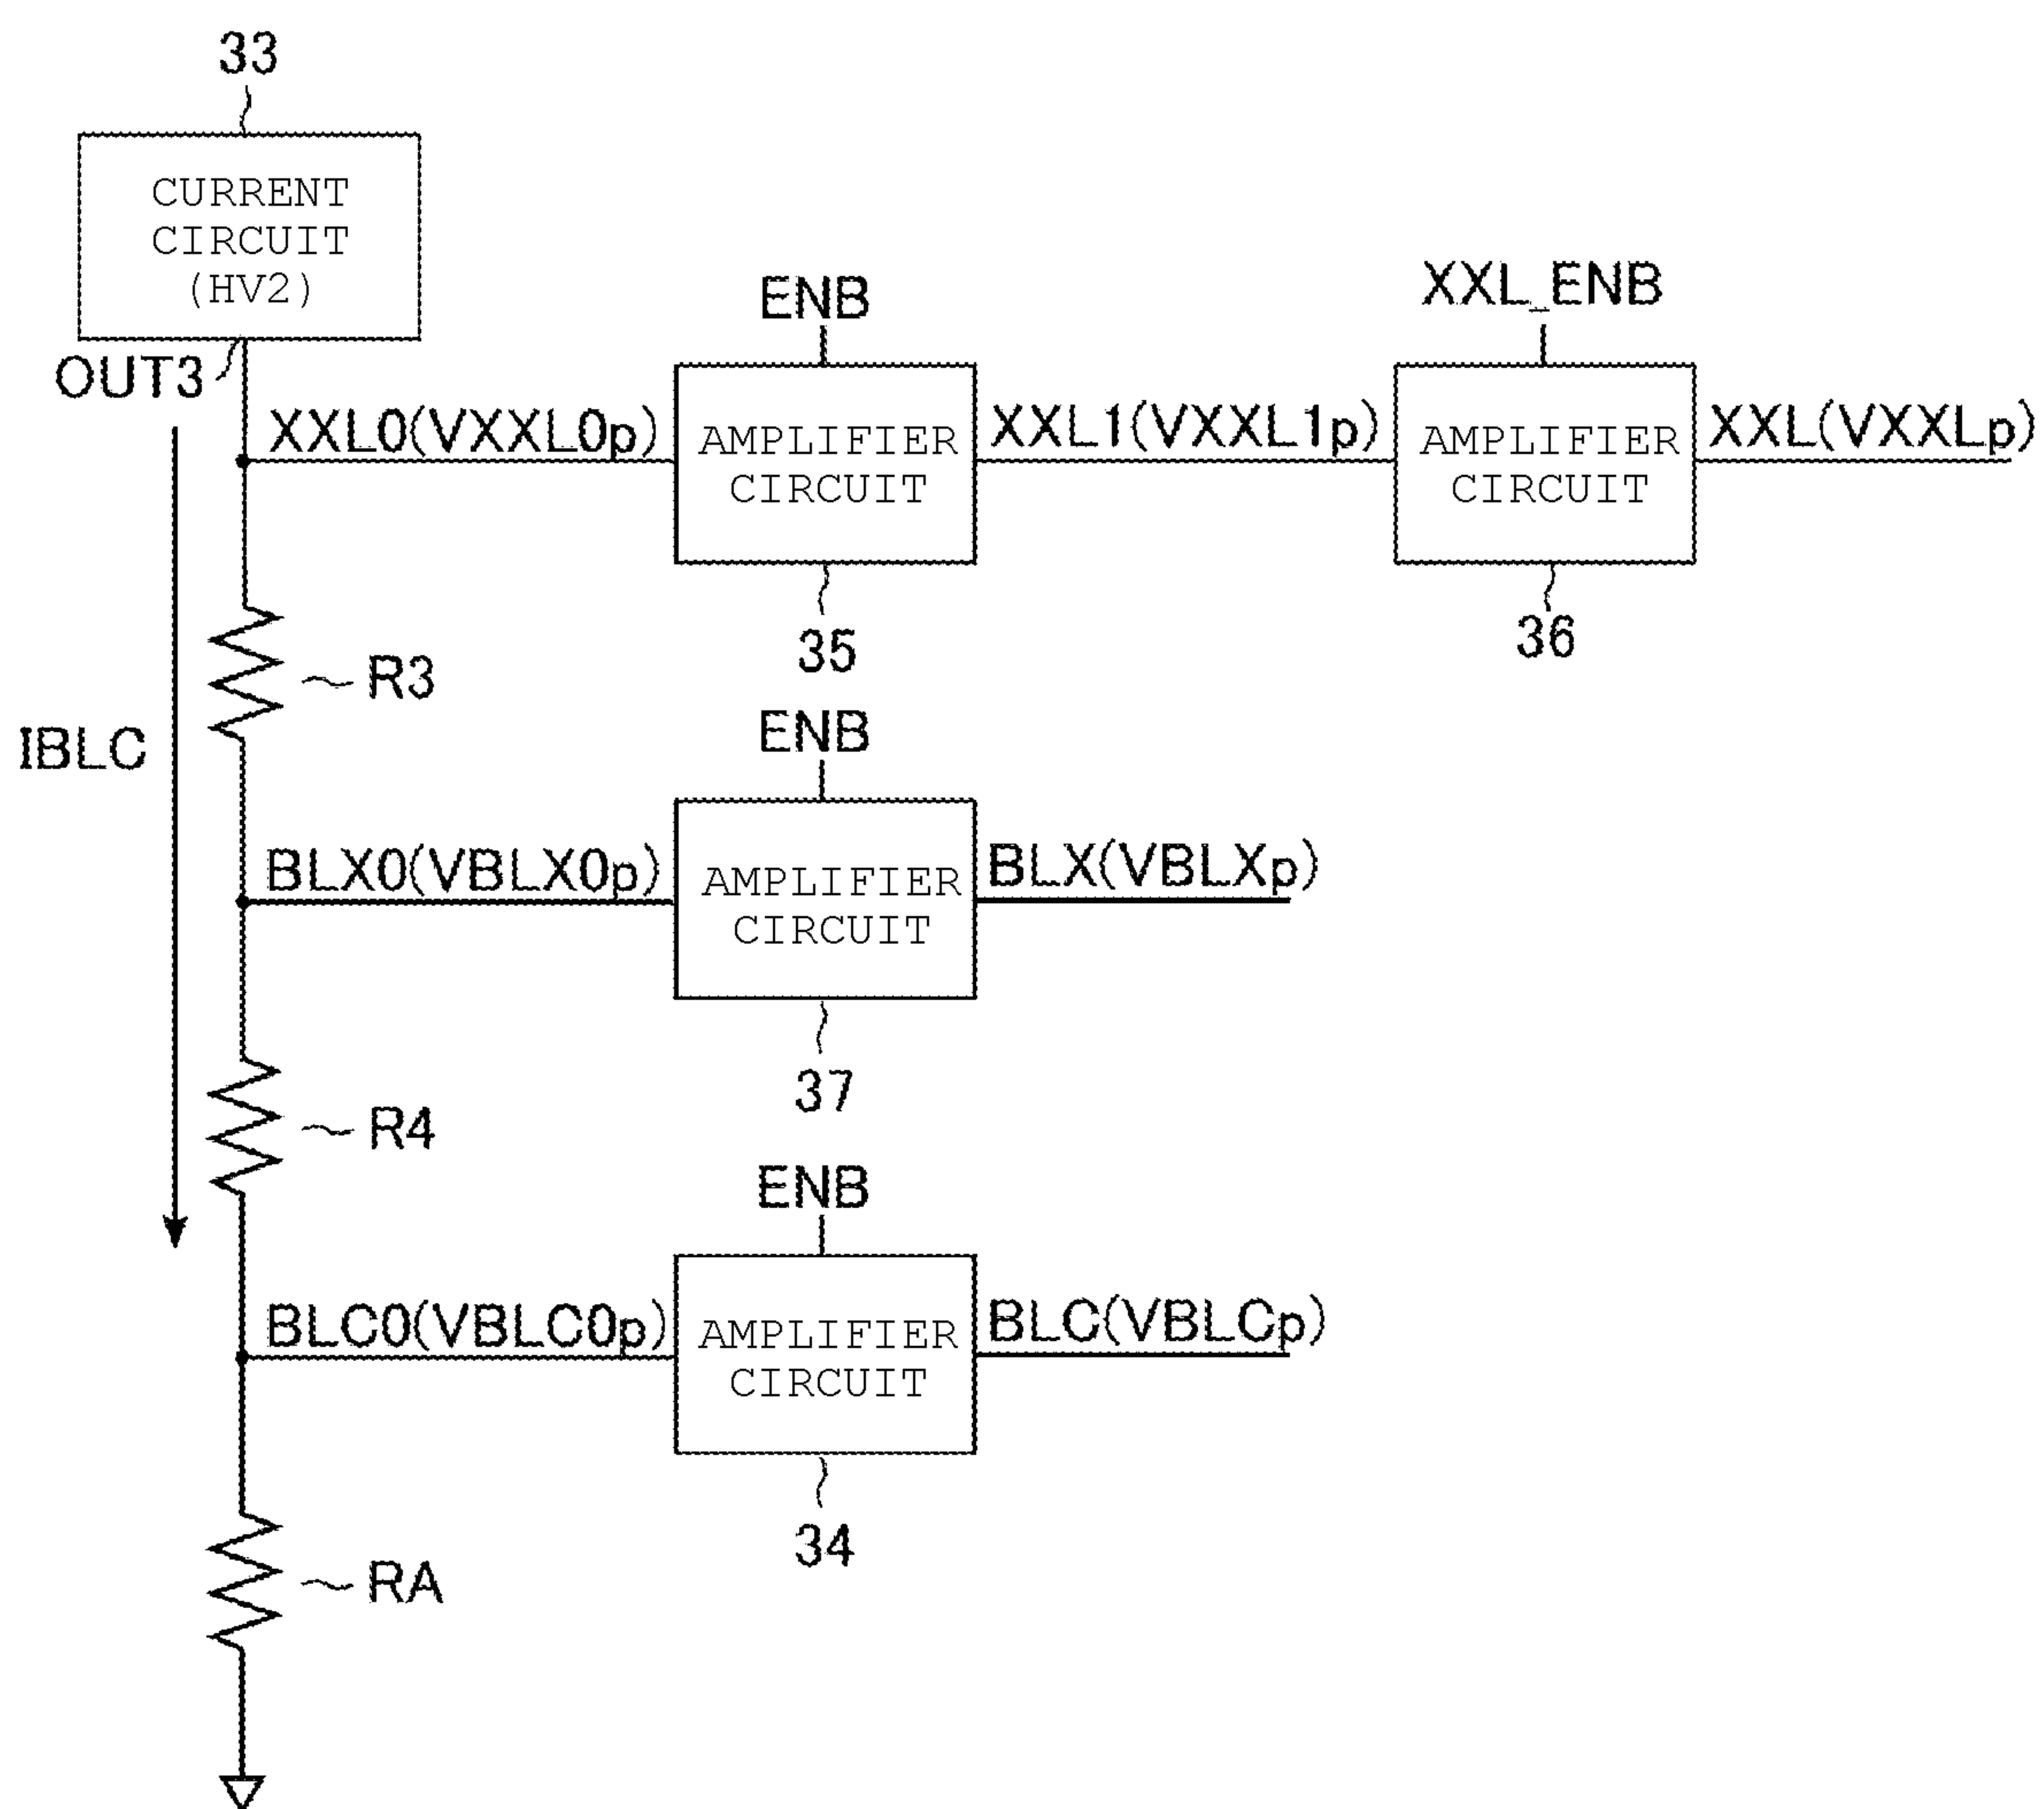 33
CURRENT
CIRCUIT
(HV2)
OUT3
ENB
XXL_ENB
XXL0(VXXL0p)
AMPLIFIER
CIRCUIT
XXL1(VXXL1p)
AMPLIFIER
CIRCUIT
XXL(VXXLp)
35
36
R3
IBLC
ENB
BLX0(VBLX0p)
AMPLIFIER
CIRCUIT
BLX(VBLXp)
37
R4
ENB
BLC0(VBLC0p)
AMPLIFIER
CIRCUIT
BLC(VBLCp)
34
RA